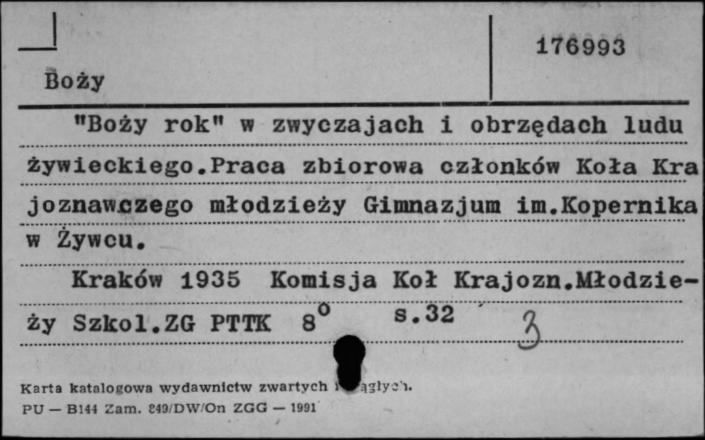 176993
Boży
"Boży rok" w zwyczajach i obrzędach ludu
żywieckiego.Praca zbiorowa członków Koła Kra
joznawczego młodzieży Gimnazjum im.Kopernika
w Żywcu.
Kraków 1935 Komisja Koł Krajozn.Młodzie-
ży Szkol.ZG PTTK 8° s.32 3
Karta katalogowa wydawnictw zwartych
PU — B144 Zam. 849/DW/On ZGG — 1991